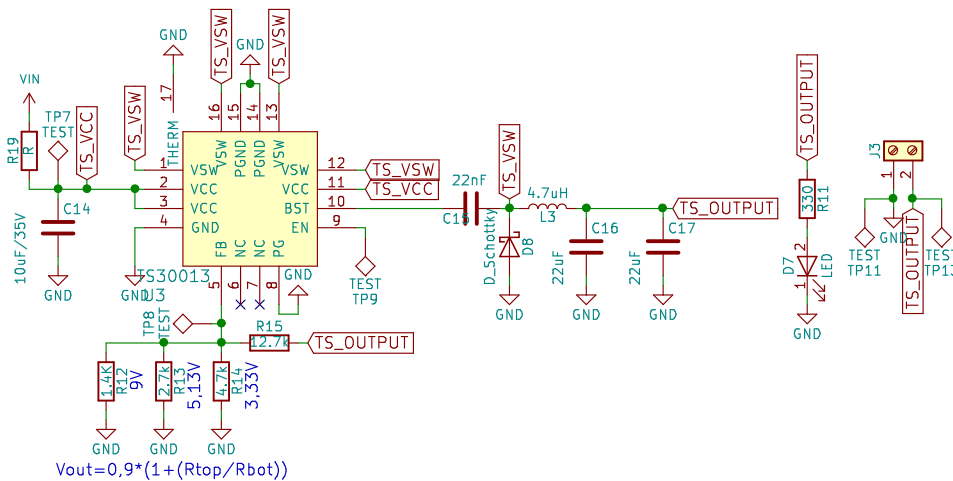 VIN
R19
R
TP7
TEST
TS_VCC
TS_VSW
C14
10uF/35V
GND
GND
17
THERM
TS_VSW
GND
TS_VSW
16
15
14
13
VSW
PGND
PGND
VSW
1
VSW
2
VCC
3
VCC
4
GND
GND
VSW
12
TS_VSW
VCC
11
TS_VCC
BST
10
EN
9
FB
NC
NC
PG
5
6
7
8
TS30013
U3
GND
TEST
TP9
TP8
TEST
R15
12.7k
TS_OUTPUT
1.4K
R12
9V
2.7k
R13
5,13V
4.7k
R14
3,33V
GND
GND
GND
Vout=0,9*(1+(Rtop/Rbot))
22nF
C15
TS_VSW
4.7uH
L3
D_Schottky
D8
GND
C16
22uF
GND
C17
22uF
GND
TS_OUTPUT
TS_OUTPUT
330
R11
D7
2
1
LED
GND
J3
1
2
GND
TEST
TP11
TS_OUTPUT
TEST
TP13